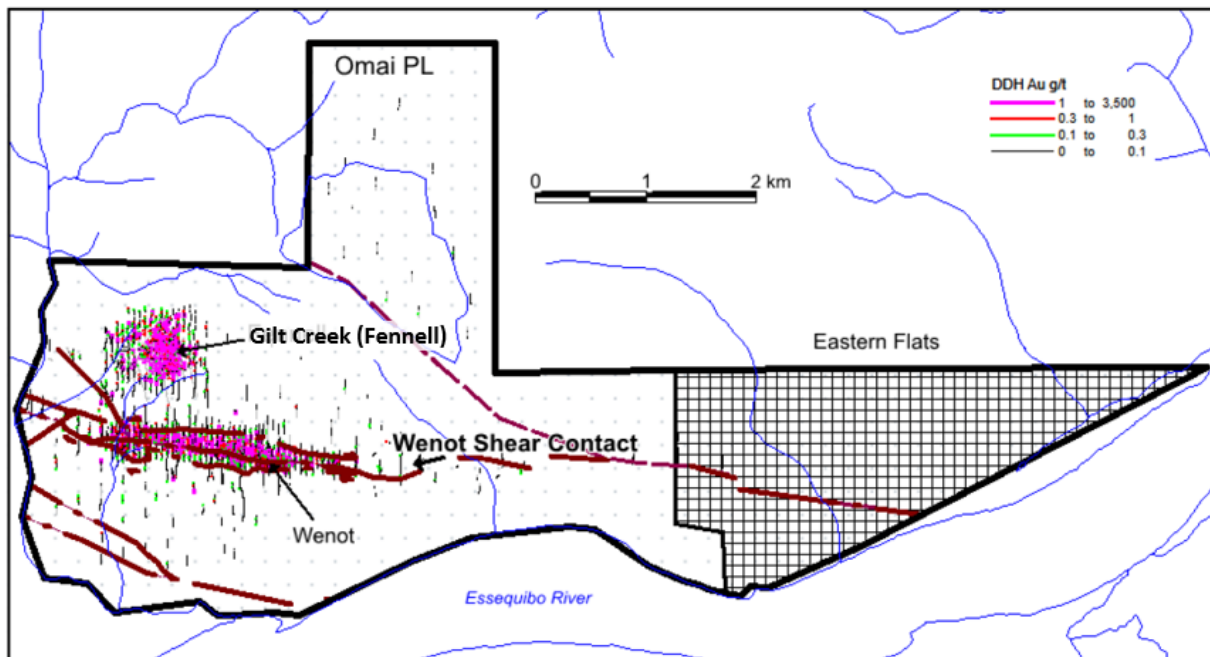 Omai PL
DDH Au g/t
1 to 3,500
0.3 to 1
0.1 to 0.3
0 to 0.1
0 1 2 km
Gilt Creek (Fennell)
Eastern Flats
Wenot Shear Contact
Wenot
Essequibo River